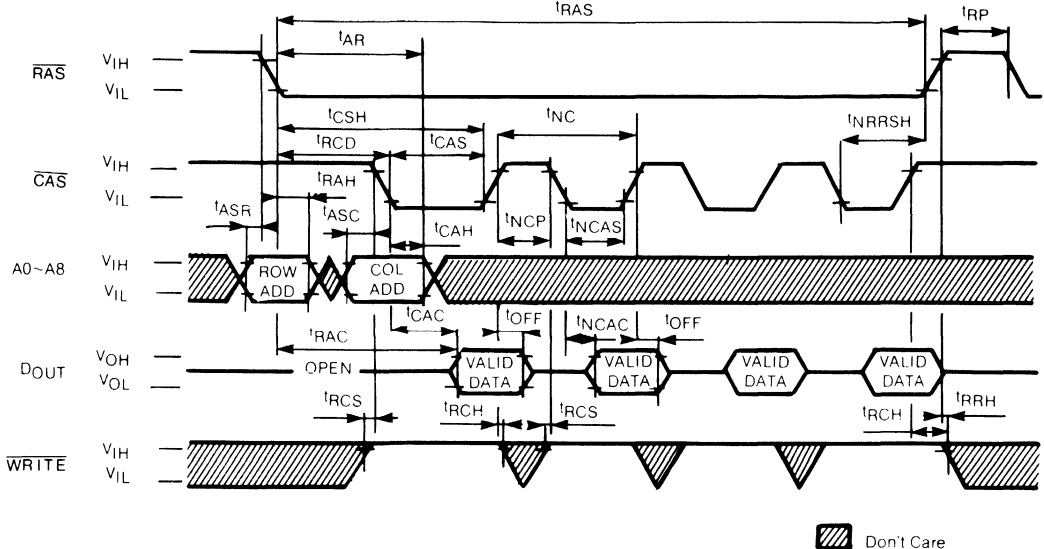 tRAS
tRP
tAR
RAS
VIH
VIL
tCSH
tNC
tNRRSH
tRCD
tCAS
CAS
VIH
VIL
tRAH
tASR
tASC
tCAH
tNCP
tNCAS
A0~A8
VIH
VIL
ROW
ADD
COL
ADD
tCAC
tOFF
tNCAC
tOFF
tRAC
DOUT
VOH
VOL
OPEN
VALID
DATA
VALID
DATA
VALID
DATA
VALID
DATA
tRCS
tRCH
tRCS
tRCH
tRRH
WRITE
VIH
VIL
Don't Care